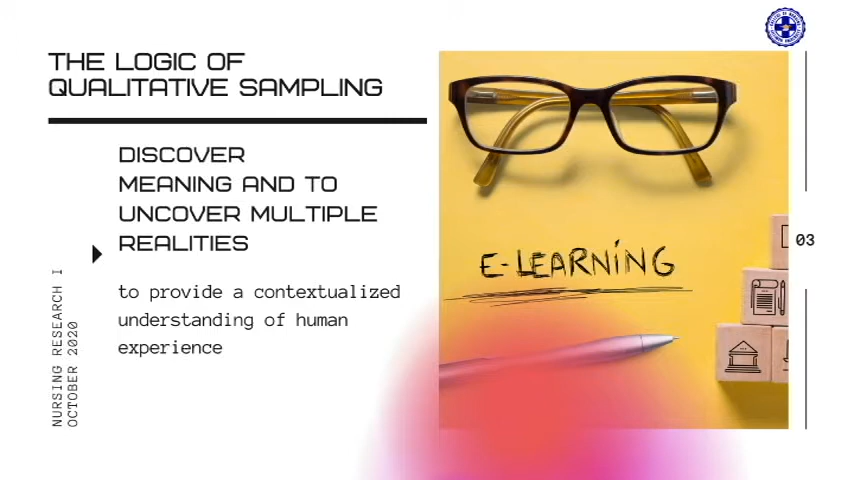 THE LOGIC OF
QUALITATIVE SAMPLING
DISCOVER
MEANING AND TO
UNCOVER MULTIPLE
REALITIES
to provide a contextualized
understanding of human
experience
NURSING RESEARCH I
OCTOBER 2020
E-LEARNING
03